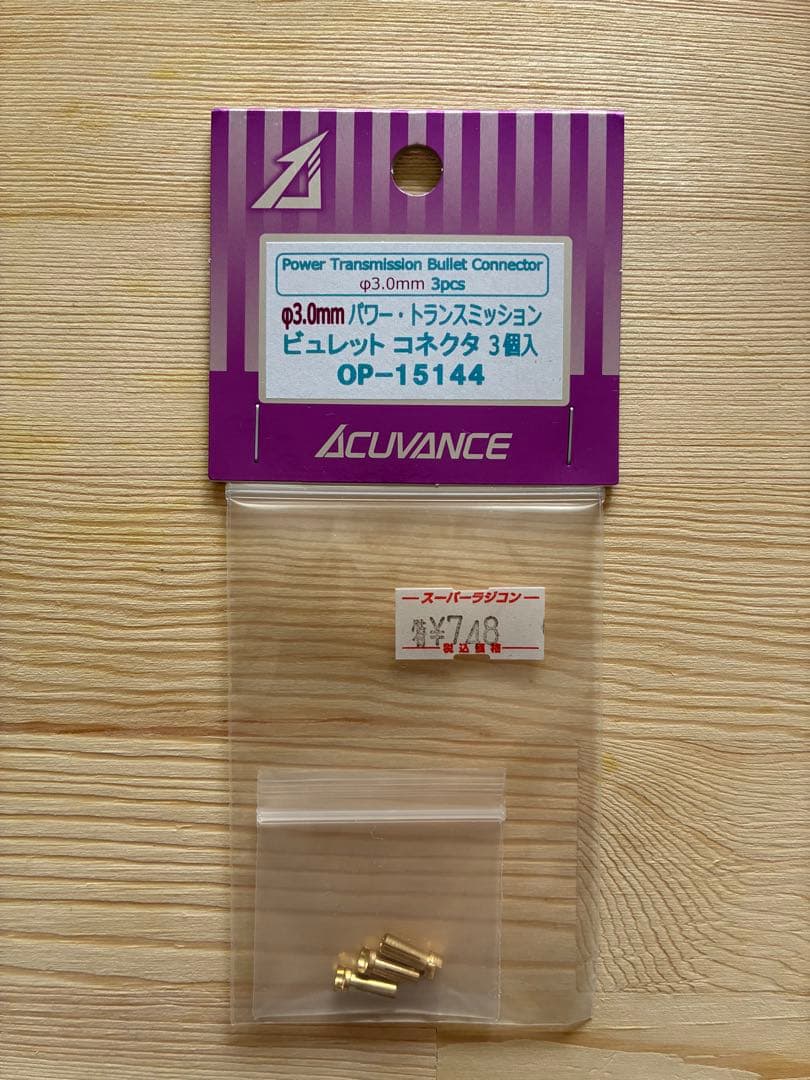 Power Transmission Bullet Connector
φ3.0mm 3pcs
φ3.0mm パワー・トランスミッション
ビュレット コネクタ 3個入
OP-15144
ACUVANCE
スーパーラジコン
¥748
税込価格